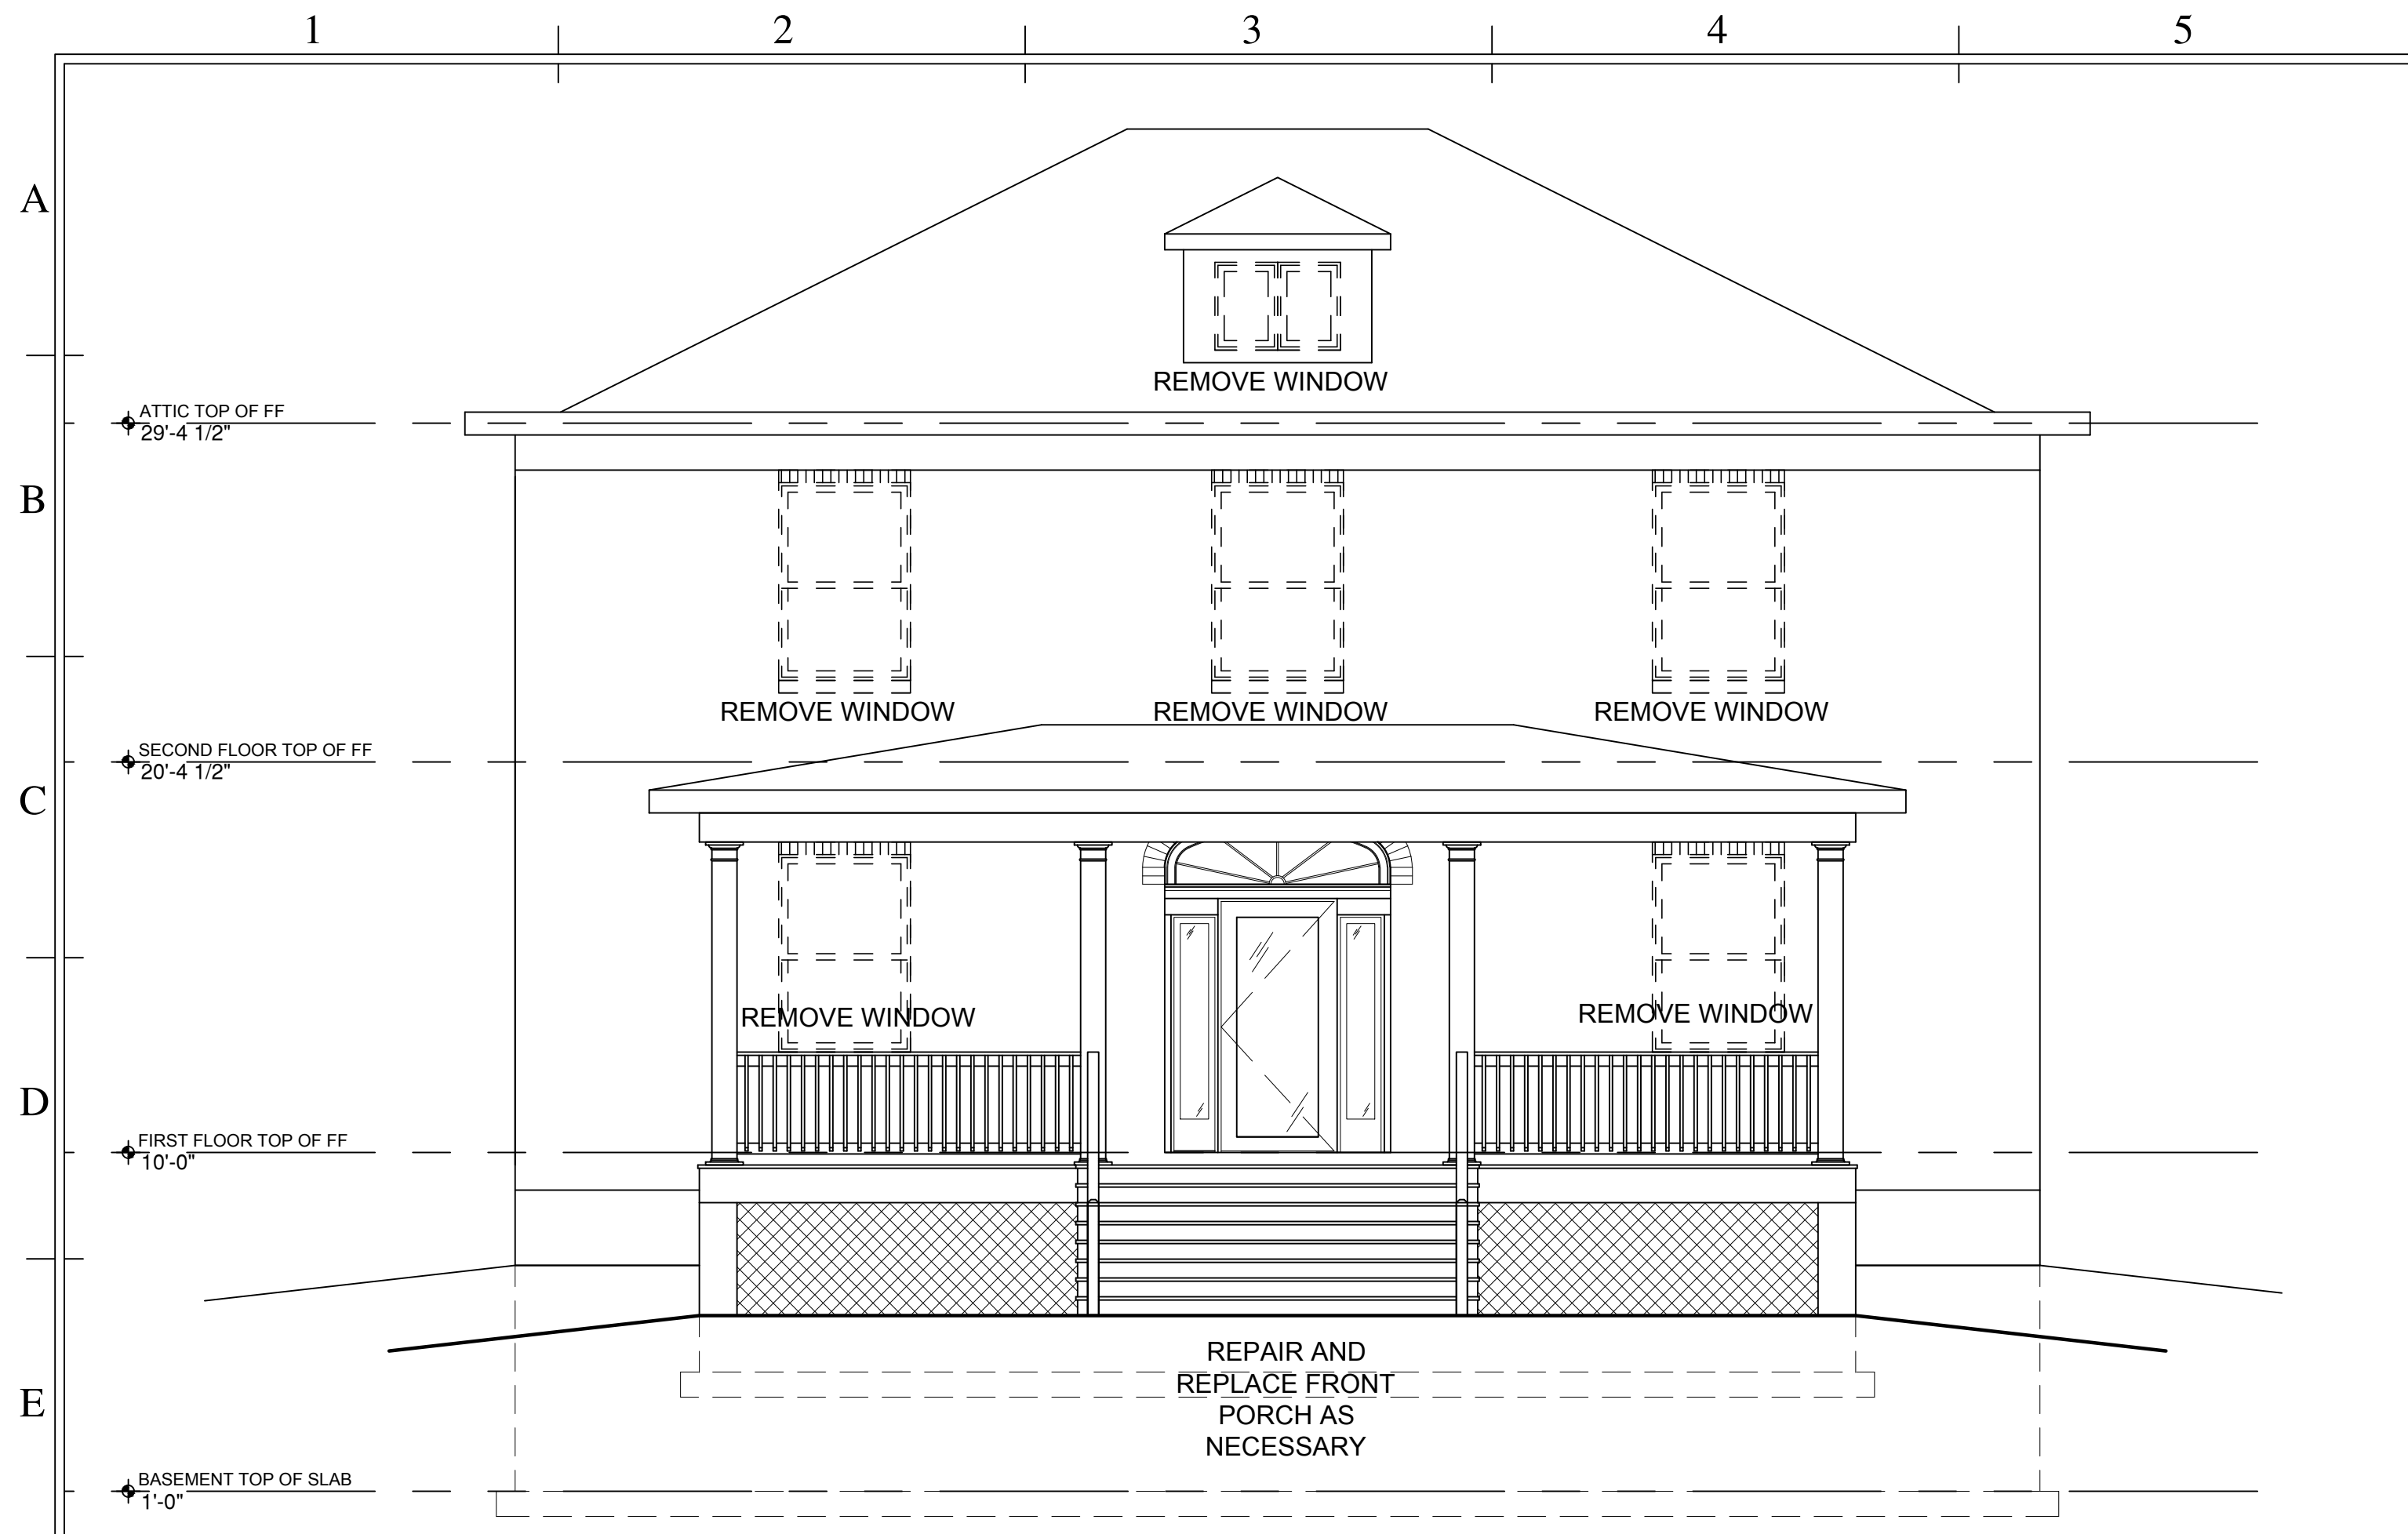 1 2 3 4 5
A
REMOVE WINDOW
ATTIC TOP OF FF
29'-4 1/2"
B
REMOVE WINDOW REMOVE WINDOW REMOVE WINDOW
SECOND FLOOR TOP OF FF
20'-4 1/2"
C
REMOVE WINDOW REMOVE WINDOW
D
FIRST FLOOR TOP OF FF
10'-0"
REPAIR AND
REPLACE FRONT
PORCH AS
NECESSARY
E
BASEMENT TOP OF SLAB
1'-0"